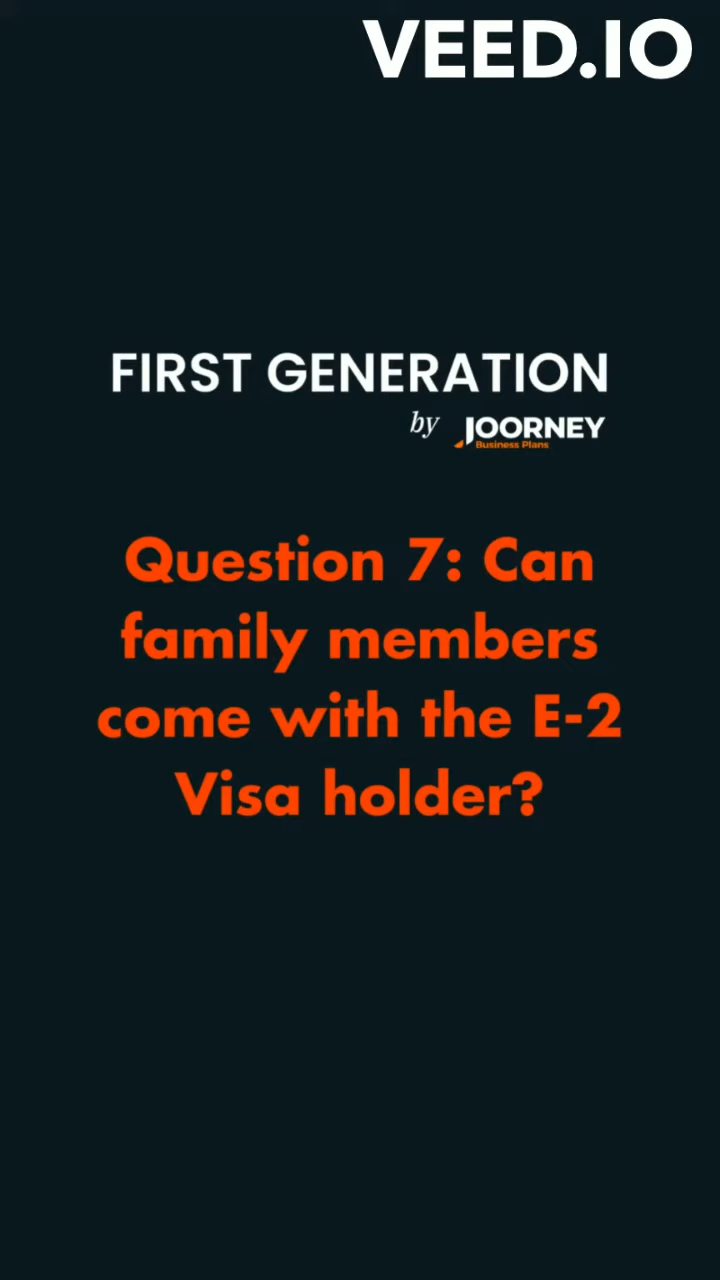 VEED.IO
FIRST GENERATION
by JOORNEY
Business Plans
Question 7: Can
family members
come with the E-2
Visa holder?